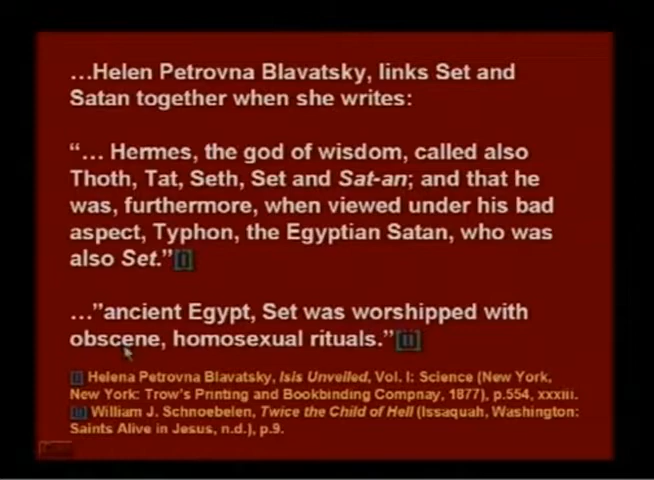 ...Helen Petrovna Blavatsky, links Set and
Satan together when she writes:
“... Hermes, the god of wisdom, called also
Thoth, Tat, Seth, Set and Sat-an; and that he
was, furthermore, when viewed under his bad
aspect, Typhon, the Egyptian Satan, who was
also Set.”[i]
...”ancient Egypt, Set was worshipped with
obscene, homosexual rituals.”[ii]
[i] Helena Petrovna Blavatsky, Isis Unveiled, Vol. I: Science (New York,
New York: Trow's Printing and Bookbinding Compnay, 1877), p.554, xxxiii.
[ii] William J. Schnoebelen, Twice the Child of Hell (Issaquah, Washington:
Saints Alive in Jesus, n.d.), p.9.